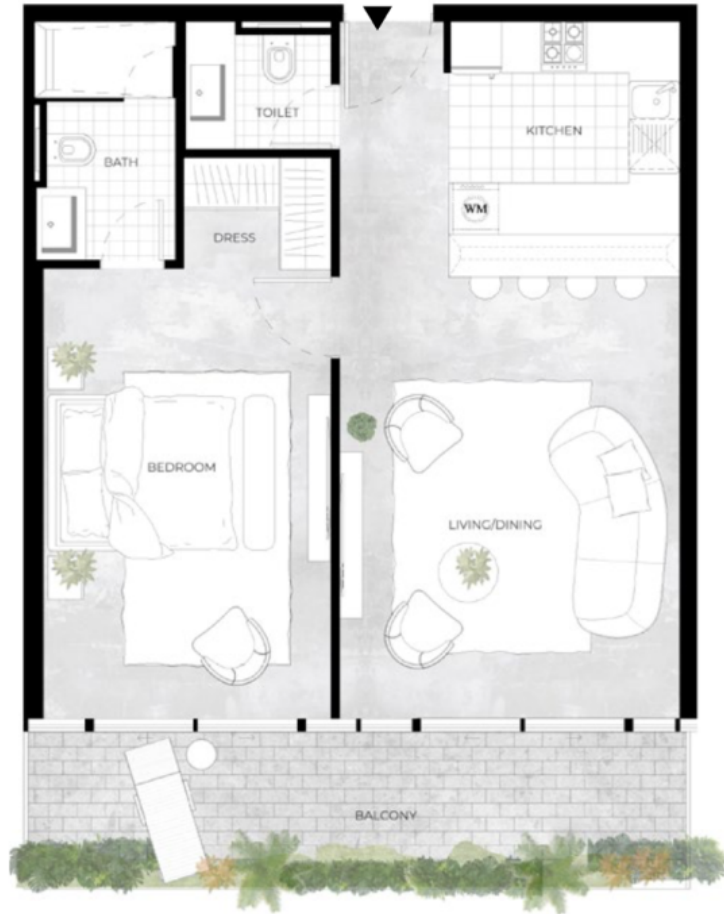 TOILET
KITCHEN
BATH
WM
DRESS
BEDROOM
LIVING/DINING
BALCONY